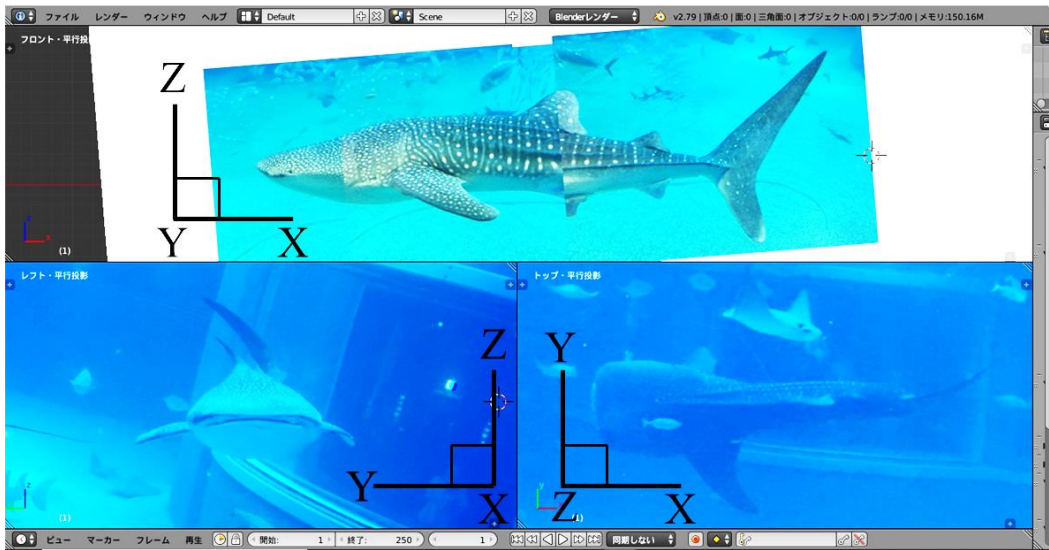 ファイル レンダー ウィンドウ ヘルプ Default Scene Blenderレンダー v2.79 | 頂点:0 | 面:0 | 三角面:0 | オブジェクト:0/0 | ランプ:0/0 | メモリ:150.16M
フロント・平行投影
Z
z
x
(1)
Y
X
レフト・平行投影
Z
Y
X
z
(1)
トップ・平行投影
Y
Z
X
y
(1)
ビュー マーカー フレーム 再生 開始: 1 終了: 250 1 同期しない